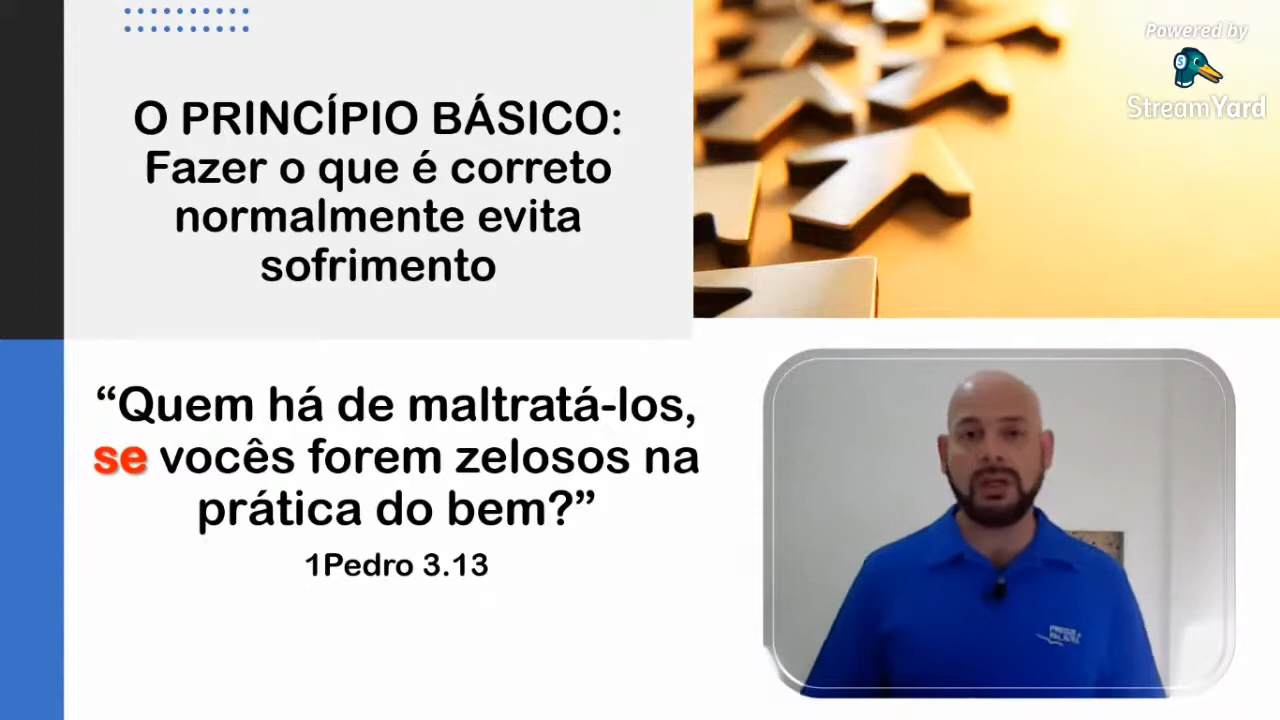 O PRINCÍPIO BÁSICO:
Fazer o que é correto
normalmente evita
sofrimento
“Quem há de maltratá-los,
se vocês forem zelosos na
prática do bem?”
1Pedro 3.13
Powered by
StreamYard